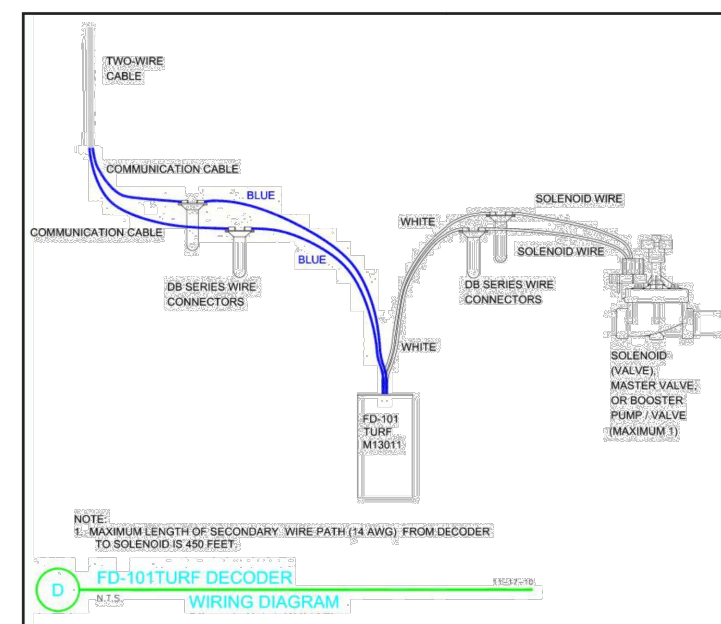 TWO-WIRE
CABLE
COMMUNICATION CABLE
BLUE
COMMUNICATION CABLE
BLUE
DB SERIES WIRE
CONNECTORS
SOLENOID WIRE
WHITE
SOLENOID WIRE
DB SERIES WIRE
CONNECTORS
WHITE
SOLENOID
(VALVE),
MASTER VALVE,
OR BOOSTER
PUMP / VALVE
(MAXIMUM 1)
FD-101
TURF
M13011
NOTE:
1. MAXIMUM LENGTH OF SECONDARY WIRE PATH (14 AWG) FROM DECODER
TO SOLENOID IS 450 FEET.
D
FD-101TURF DECODER
N.T.S.
WIRING DIAGRAM